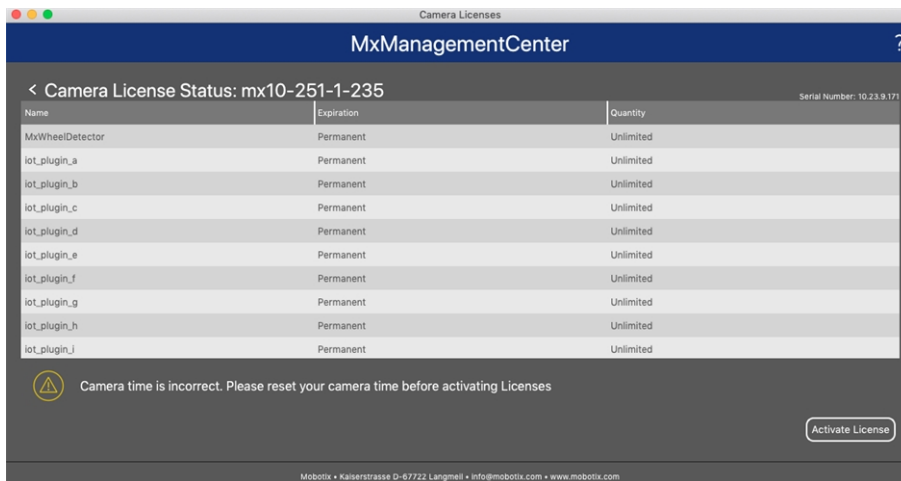 Camera Licenses
MxManagementCenter ?
< Camera License Status: mx10-251-1-235
Serial Number: 10.23.9.171
Name Expiration Quantity
MxWheelDetector Permanent Unlimited
iot_plugin_a Permanent Unlimited
iot_plugin_b Permanent Unlimited
iot_plugin_c Permanent Unlimited
iot_plugin_d Permanent Unlimited
iot_plugin_e Permanent Unlimited
iot_plugin_f Permanent Unlimited
iot_plugin_g Permanent Unlimited
iot_plugin_h Permanent Unlimited
iot_plugin_i Permanent Unlimited
Camera time is incorrect. Please reset your camera time before activating Licenses
Activate License
Mobotix • Kaiserstrasse D-67722 Langmeil • info@mobotix.com • www.mobotix.com